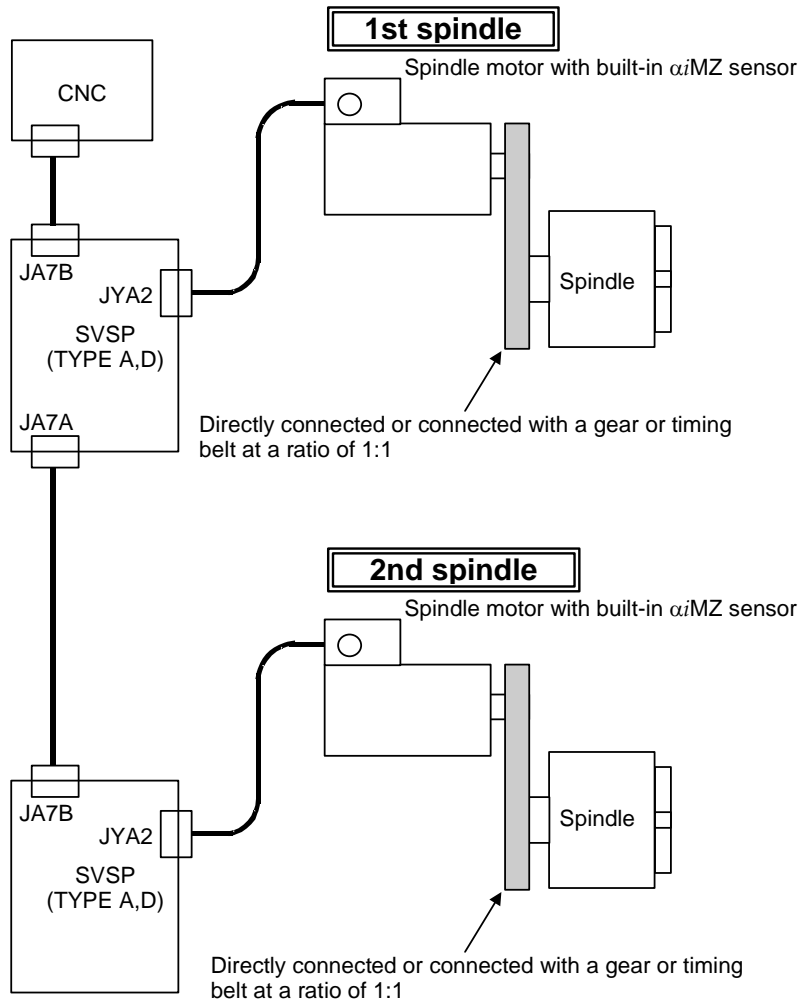 1st spindle
Spindle motor with built-in αiMZ sensor
CNC
JA7B
JYA2
Spindle
SVSP
(TYPE A,D)
JA7A
Directly connected or connected with a gear or timing
belt at a ratio of 1:1
2nd spindle
Spindle motor with built-in αiMZ sensor
JA7B
JYA2
Spindle
SVSP
(TYPE A,D)
Directly connected or connected with a gear or timing
belt at a ratio of 1:1